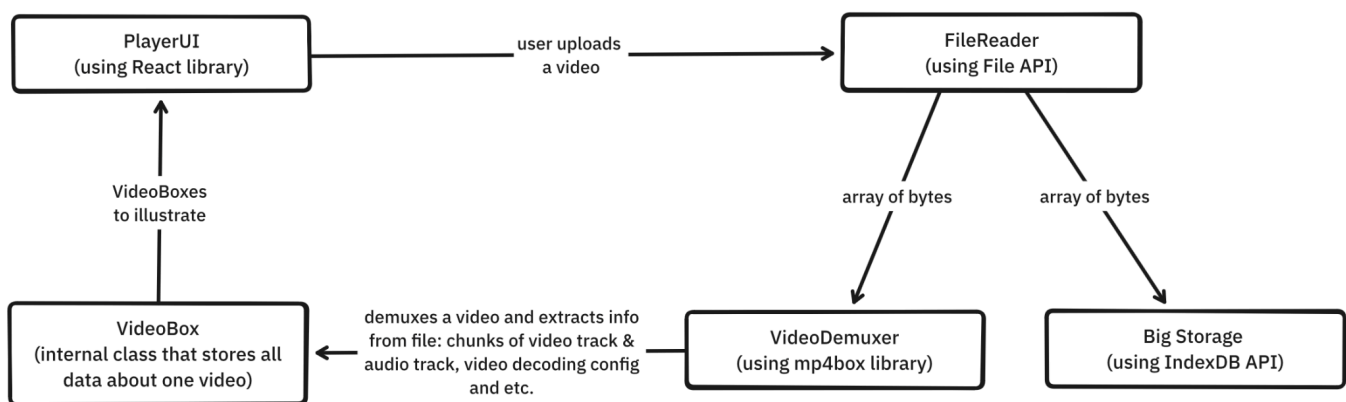 PlayerUI
(using React library)
user uploads
a video
FileReader
(using File API)
VideoBoxes
to illustrate
array of bytes
array of bytes
VideoBox
(internal class that stores all
data about one video)
demuxes a video and extracts info
from file: chunks of video track &
audio track, video decoding config
and etc.
VideoDemuxer
(using mp4box library)
Big Storage
(using IndexDB API)